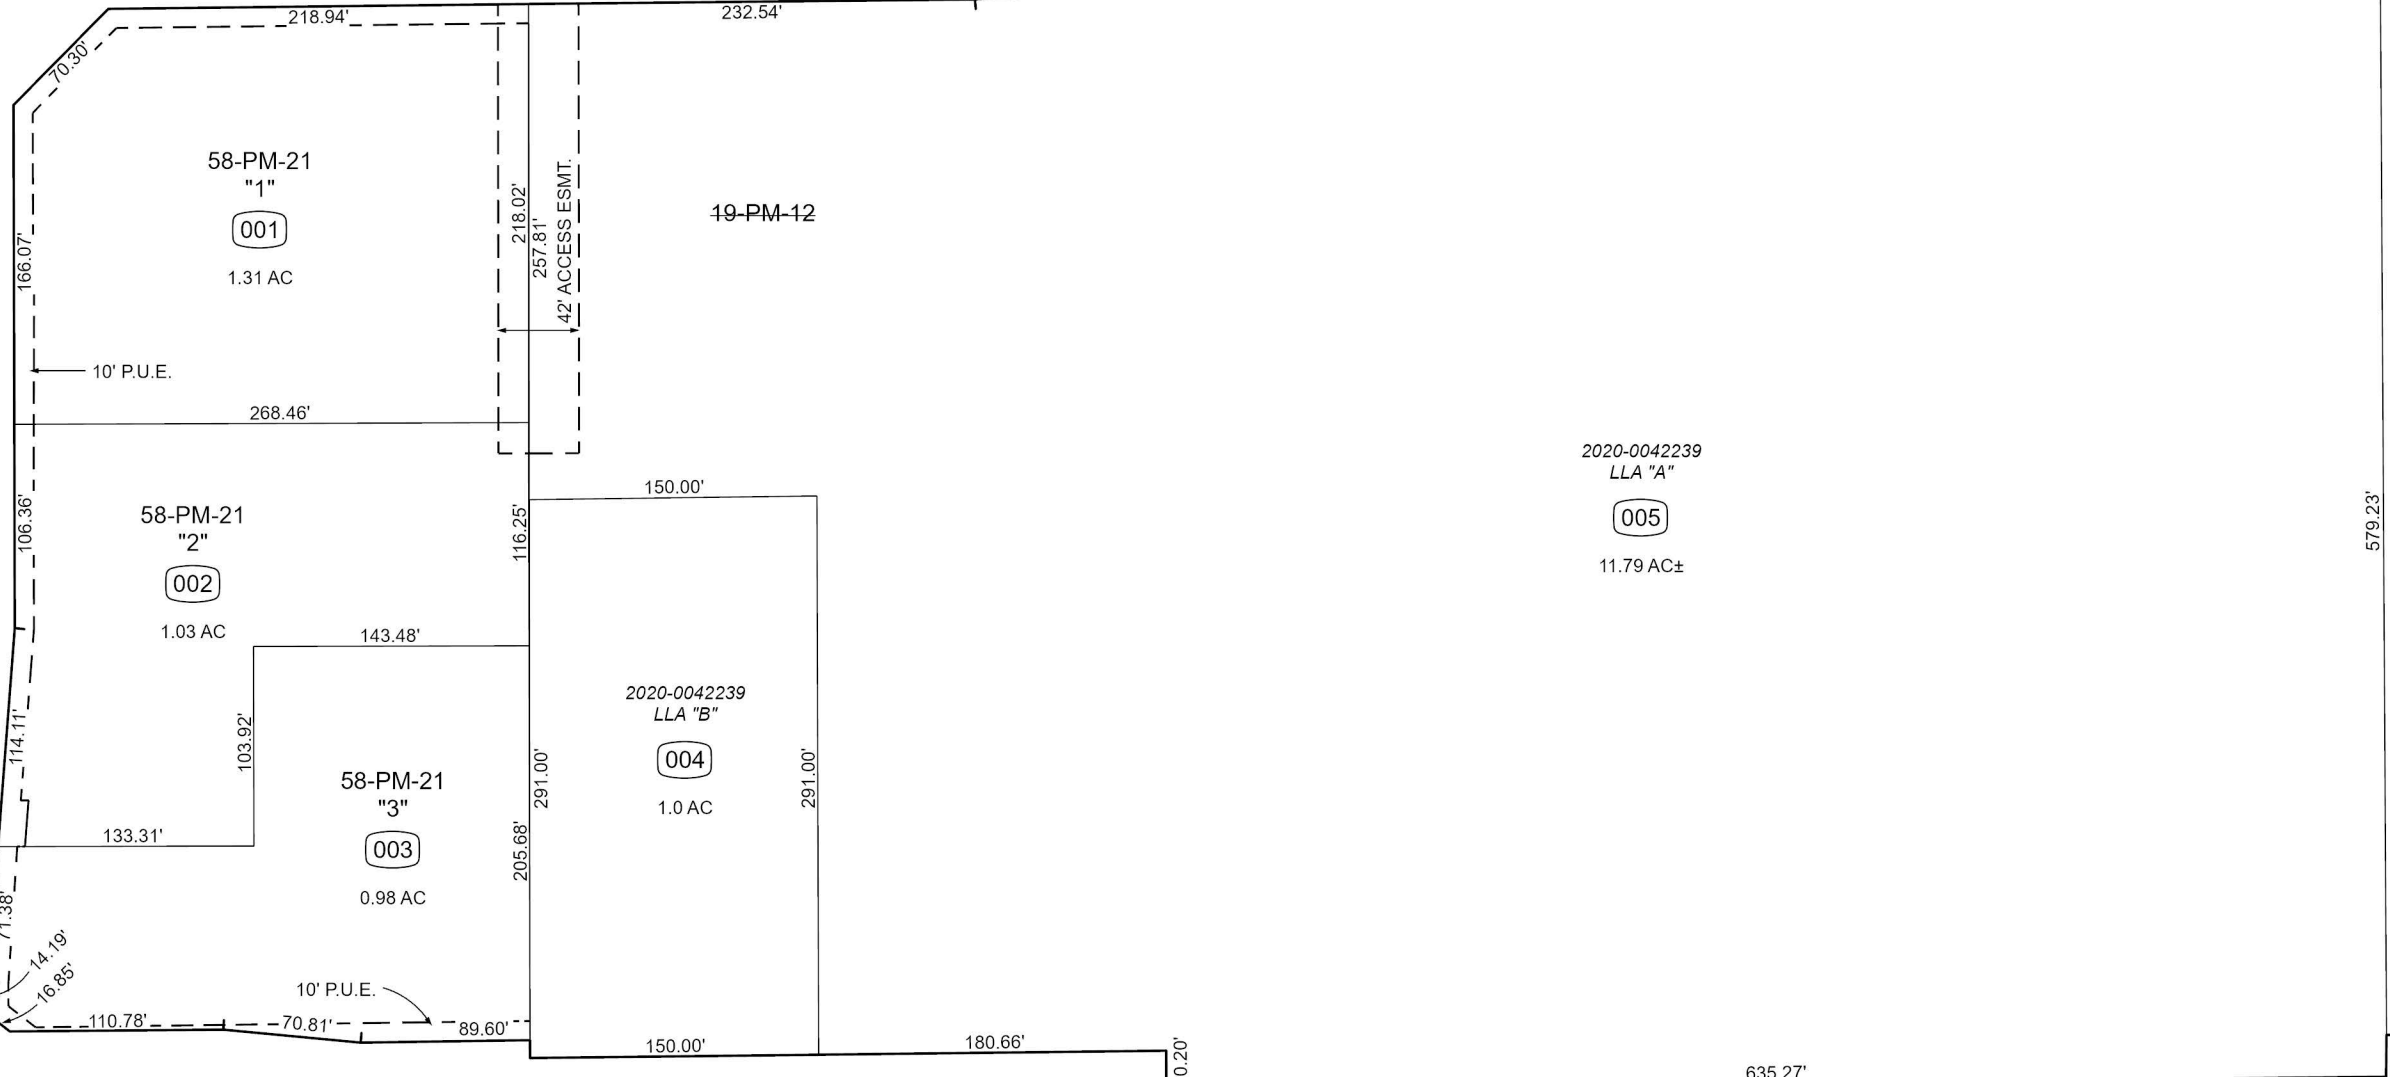 218.94'
232.54'
70.30'
58-PM-21
"1"
001
1.31 AC
166.07'
218.02'
257.81'
42' ACCESS ESMT.
19-PM-12
10' P.U.E.
268.46'
2020-0042239
LLA "A"
005
11.79 AC±
579.23'
150.00'
106.36'
58-PM-21
"2"
002
1.03 AC
116.25'
143.48'
2020-0042239
LLA "B"
004
1.0 AC
114.11'
103.92'
291.00'
291.00'
58-PM-21
"3"
003
0.98 AC
133.31'
205.68'
71.38'
14.19'
16.85'
10' P.U.E.
110.78'
70.81'
89.60'
150.00'
180.66'
0.20'
635.27'